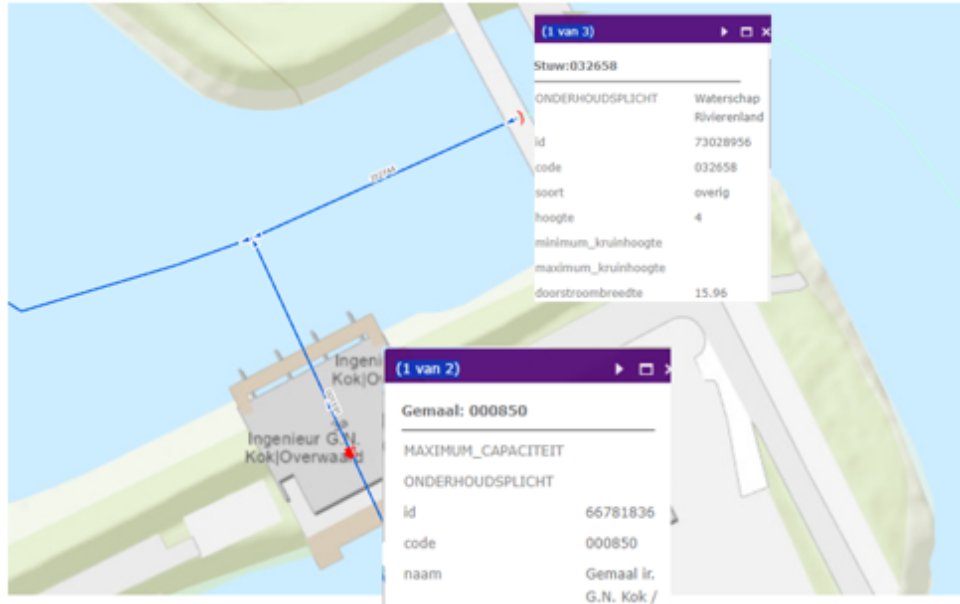 (1 van 3)
Stuw:032658
ONDERHOUDSPLICHT Waterschap
Rivierenland
id 73028956
code 032658
soort overig
hoogte 4
minimum_kruinhoogte
maximum_kruinhoogte
doorstroombreedte 15.96
Ingeni
Kok|O
Ingenieur G.N.
Kok|Overwaard
(1 van 2)
Gemaal: 000850
MAXIMUM_CAPACITEIT
ONDERHOUDSPLICHT
id 66781836
code 000850
naam Gemaal ir.
G.N. Kok /